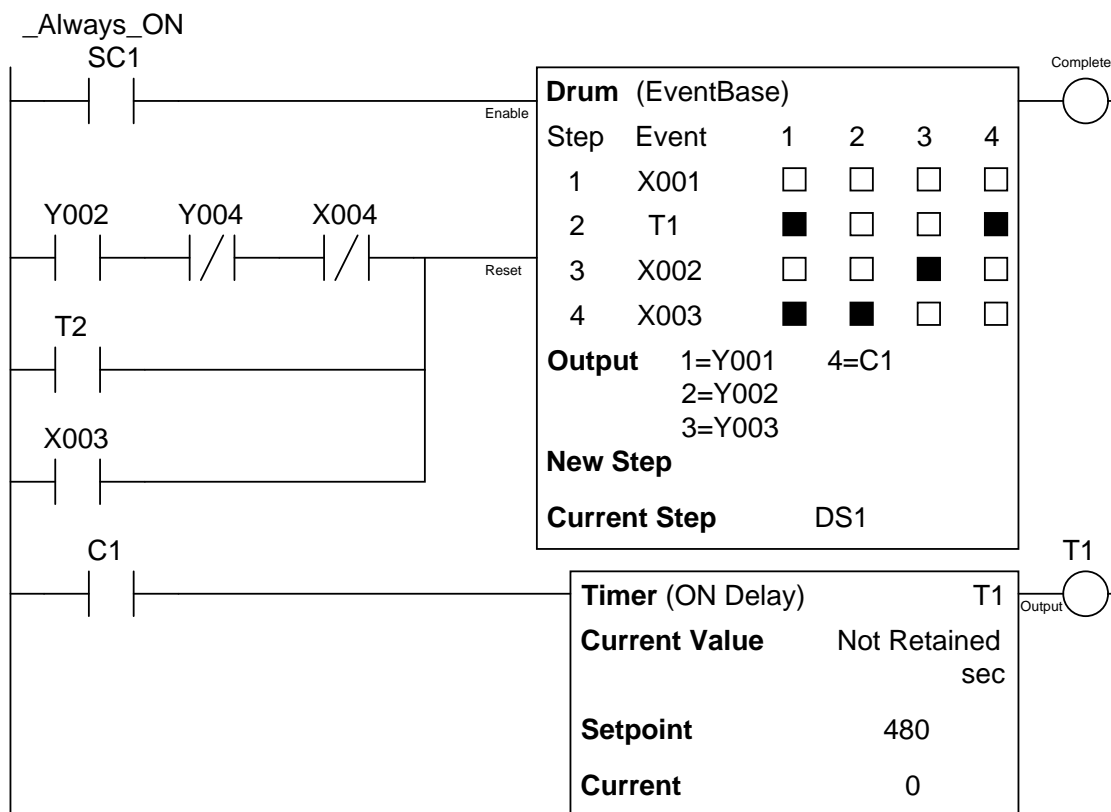 _Always_ON
SC1
Complete
Enable
Drum (EventBase)
Step Event 1 2 3 4
1 X001
2 T1
3 X002
4 X003
Y002 Y004 X004
Reset
T2
X003
Output 1=Y001 4=C1
2=Y002
3=Y003
New Step
Current Step DS1
C1
T1
Timer (ON Delay) T1
Output
Current Value Not Retained
sec
Setpoint 480
Current 0